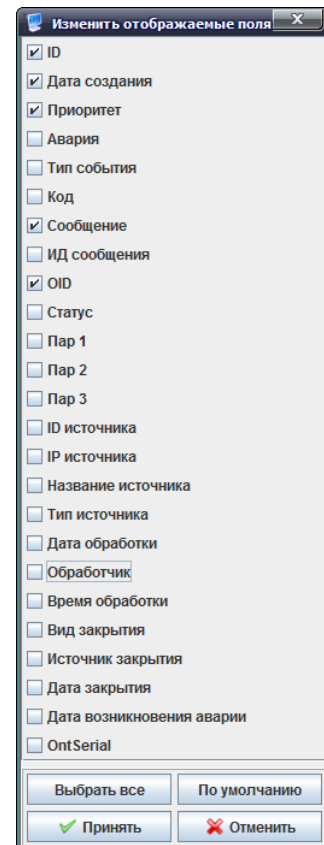 Изменить отображаемые поля
ID
Дата создания
Приоритет
Авария
Тип события
Код
Сообщение
ИД сообщения
OID
Статус
Пар 1
Пар 2
Пар 3
ID источника
IP источника
Название источника
Тип источника
Дата обработки
Обработчик
Время обработки
Вид закрытия
Источник закрытия
Дата закрытия
Дата возникновения аварии
OntSerial
Выбрать все По умолчанию
Принять Отменить